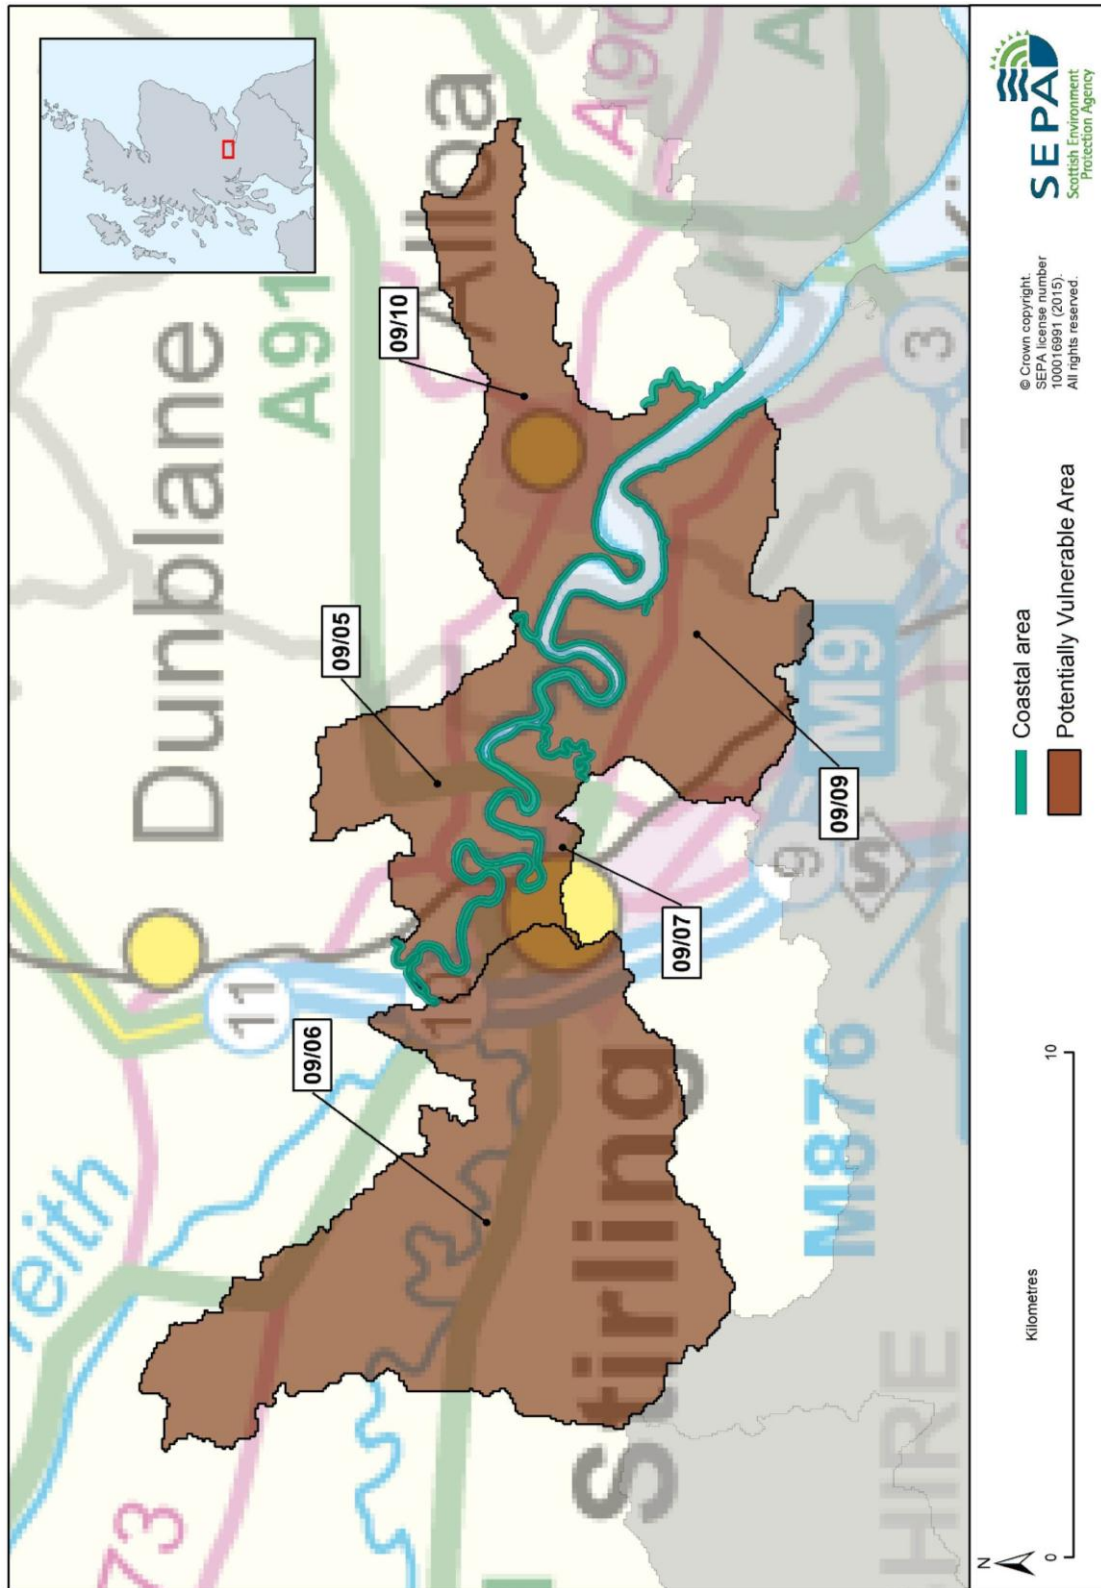 Dunblane
A91
Alloa
A90
A
11
10
9
3
eith
73
Stirling
HIRE
M876
M9
S
09/05
09/06
09/07
09/09
09/10
N
Kilometres
0
10
Coastal area
Potentially Vulnerable Area
© Crown copyright.
SEPA license number
100016991 (2015).
All rights reserved.
SEPA
Scottish Environment
Protection Agency